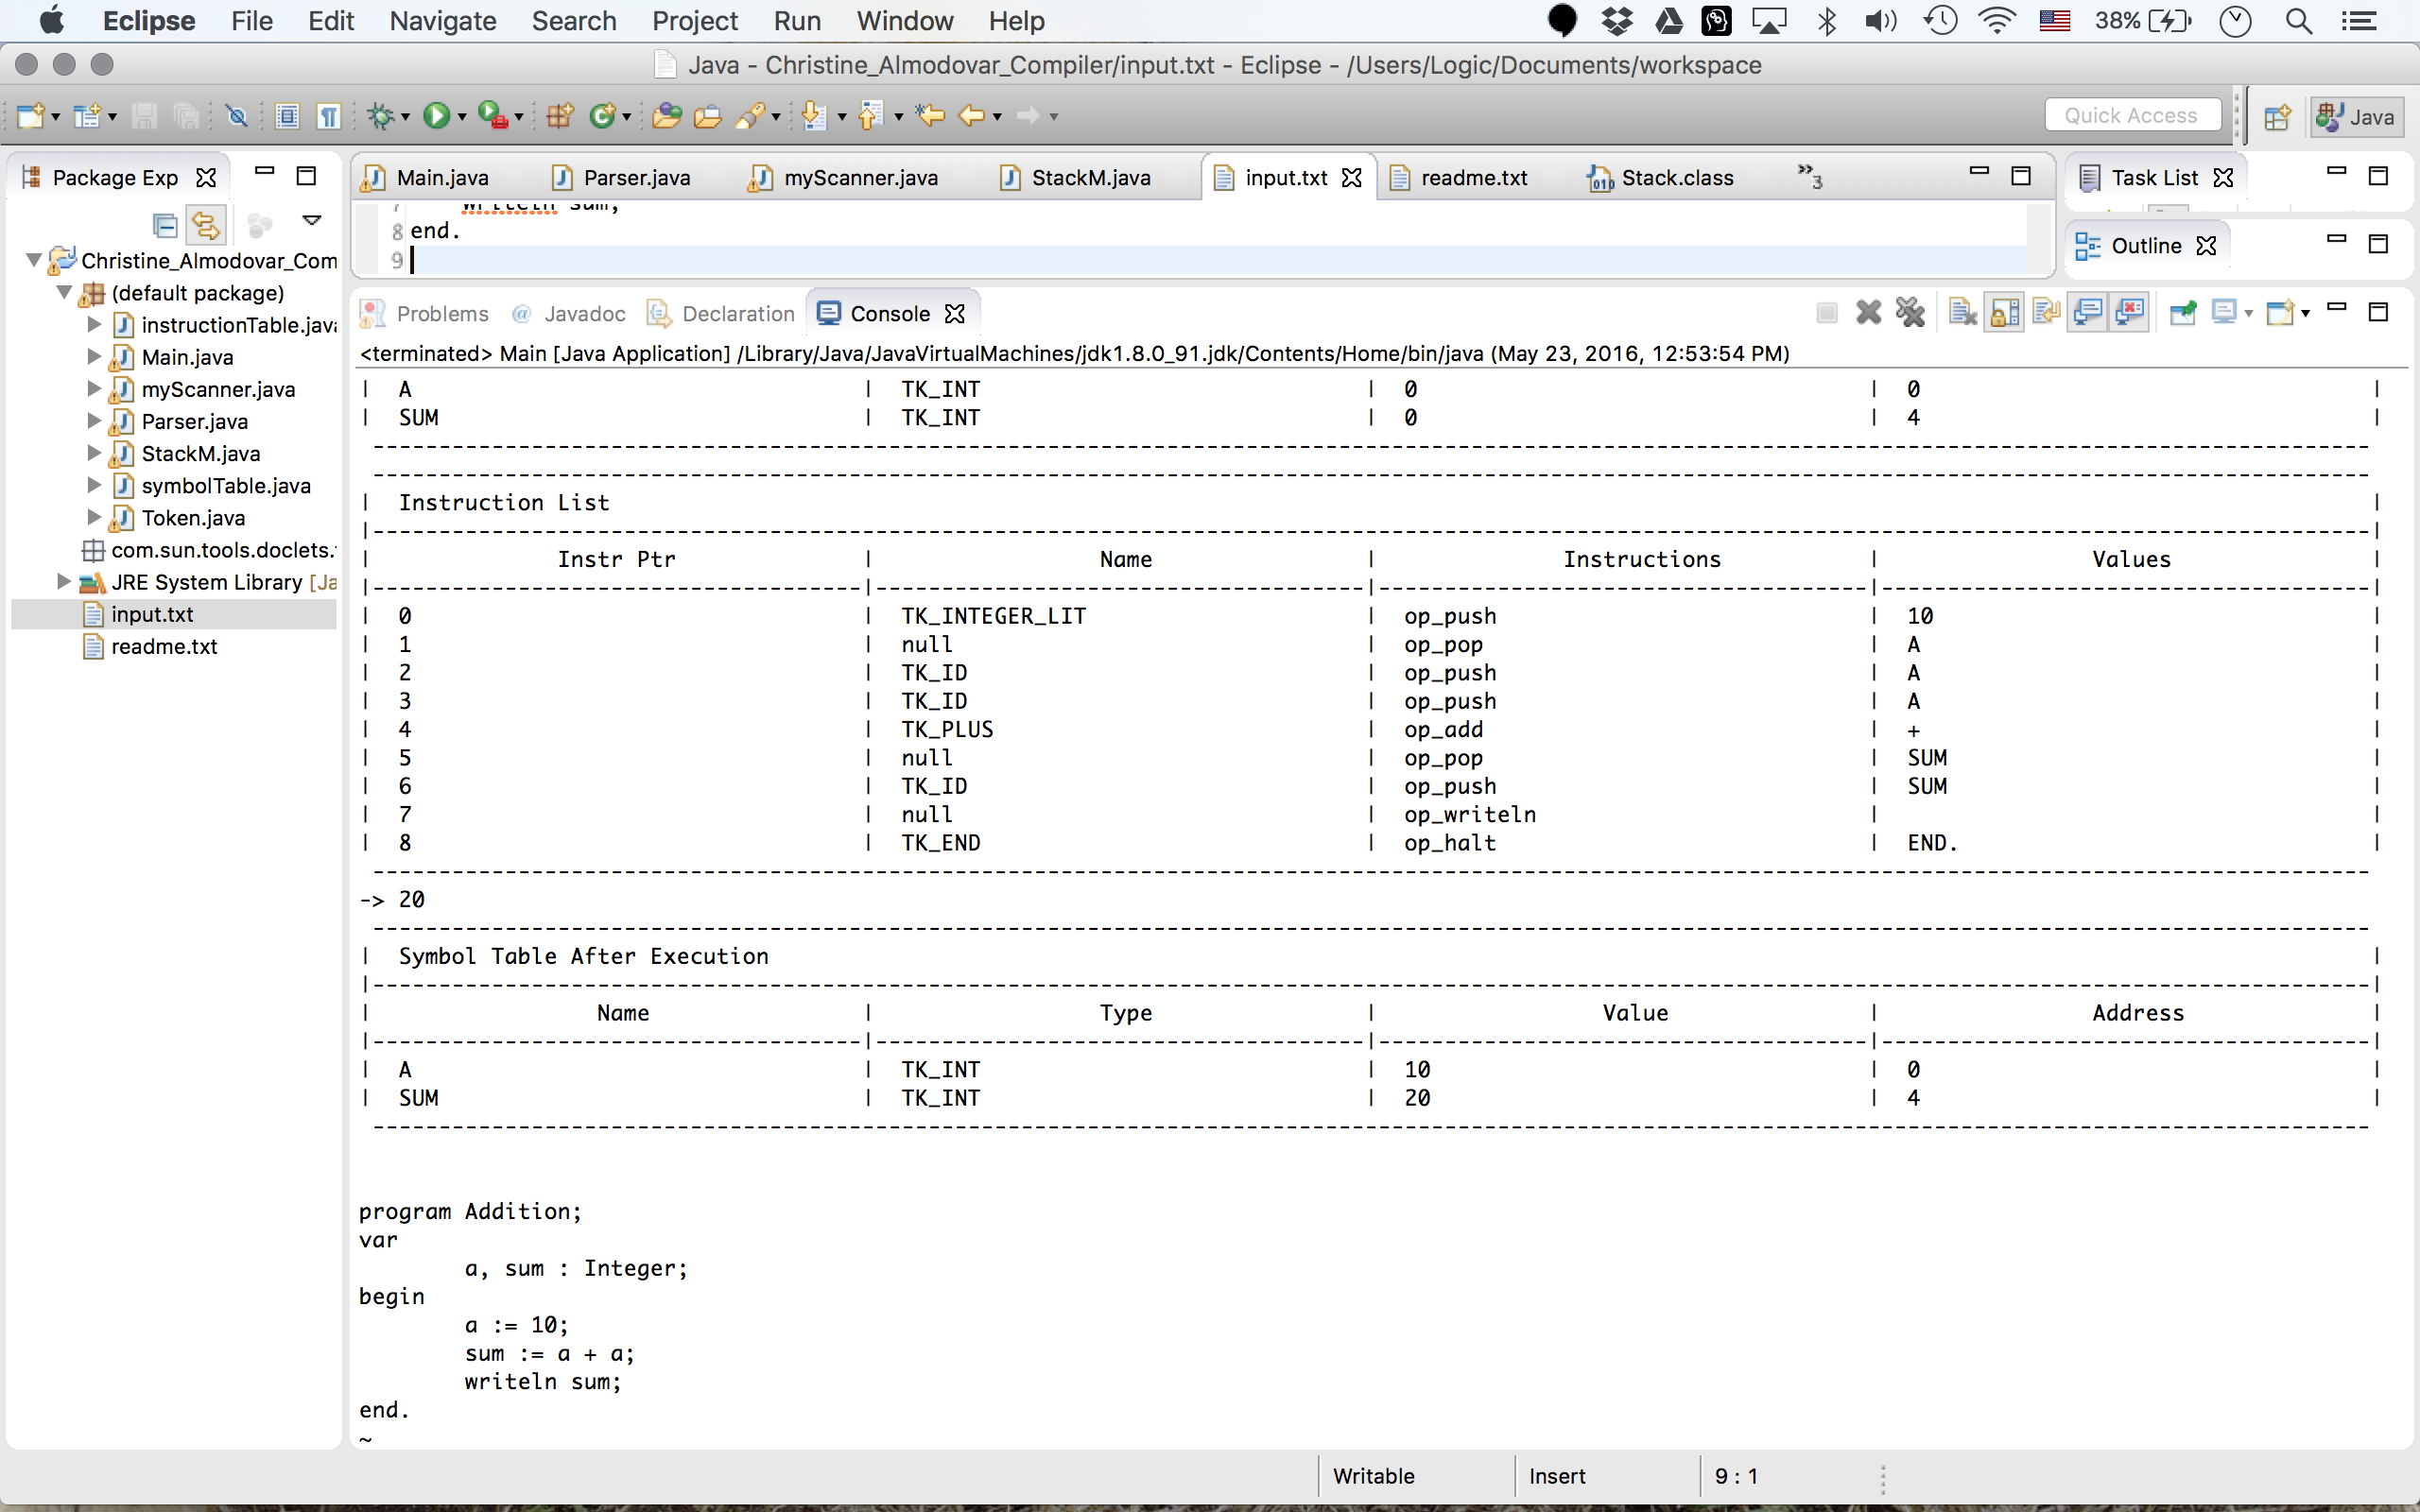 Eclipse File Edit Navigate Search Project Run Window Help 38%
Java - Christine_Almodovar_Compiler/input.txt - Eclipse - /Users/Logic/Documents/workspace
Quick Access Java
Package Exp
Christine_Almodovar_Com
(default package)
instructionTable.java
Main.java
myScanner.java
Parser.java
StackM.java
symbolTable.java
Token.java
com.sun.tools.doclets.
JRE System Library [Ja
input.txt
readme.txt
Main.java Parser.java myScanner.java StackM.java input.txt readme.txt Stack.class »3
7 writeln sum;
8 end.
9
Task List
Outline
Problems @ Javadoc Declaration Console
<terminated> Main [Java Application] /Library/Java/JavaVirtualMachines/jdk1.8.0_91.jdk/Contents/Home/bin/java (May 23, 2016, 12:53:54 PM)
| A | TK_INT | 0 | 0 |
| SUM | TK_INT | 0 | 4 |
| Instruction List |
| Instr Ptr | Name | Instructions | Values |
| 0 | TK_INTEGER_LIT | op_push | 10 |
| 1 | null | op_pop | A |
| 2 | TK_ID | op_push | A |
| 3 | TK_ID | op_push | A |
| 4 | TK_PLUS | op_add | + |
| 5 | null | op_pop | SUM |
| 6 | TK_ID | op_push | SUM |
| 7 | null | op_writeln | |
| 8 | TK_END | op_halt | END. |
-> 20
| Symbol Table After Execution |
| Name | Type | Value | Address |
| A | TK_INT | 10 | 0 |
| SUM | TK_INT | 20 | 4 |
program Addition;
var
a, sum : Integer;
begin
a := 10;
sum := a + a;
writeln sum;
end.
~
Writable Insert 9 : 1